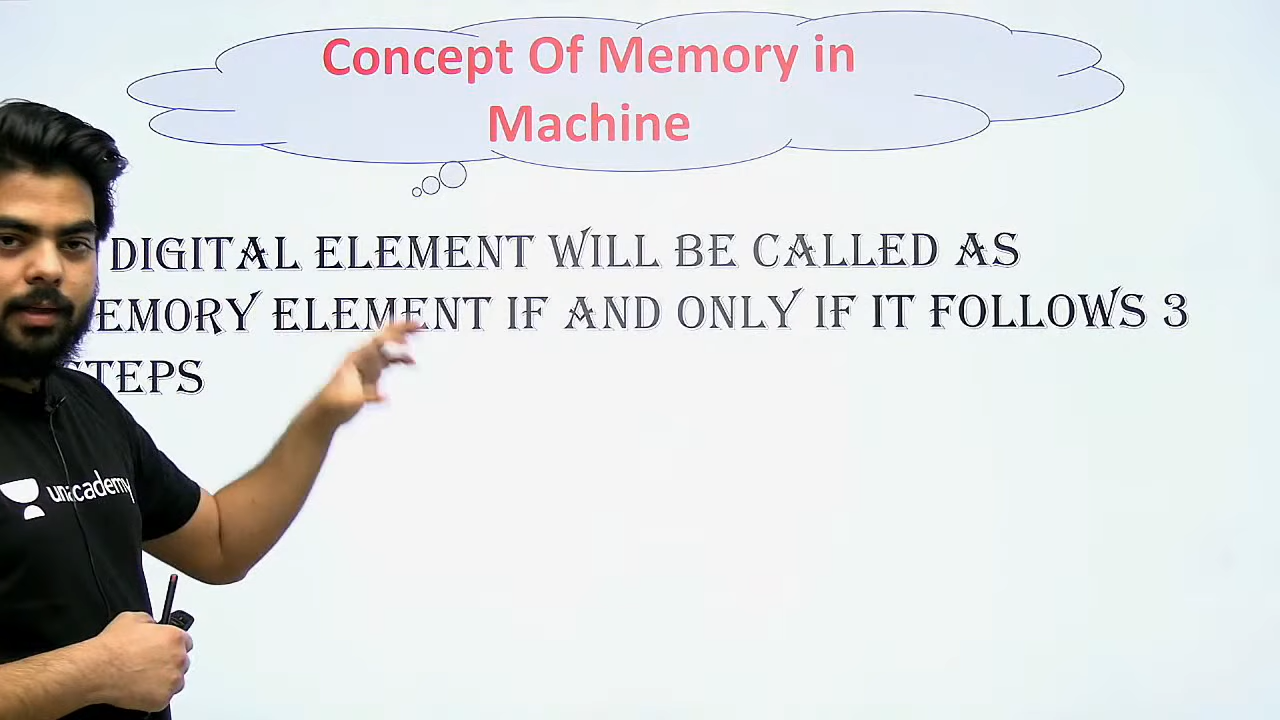 Concept Of Memory in
Machine
DIGITAL ELEMENT WILL BE CALLED AS
EMORY ELEMENT IF AND ONLY IF IT FOLLOWS 3
STEPS
unacademy